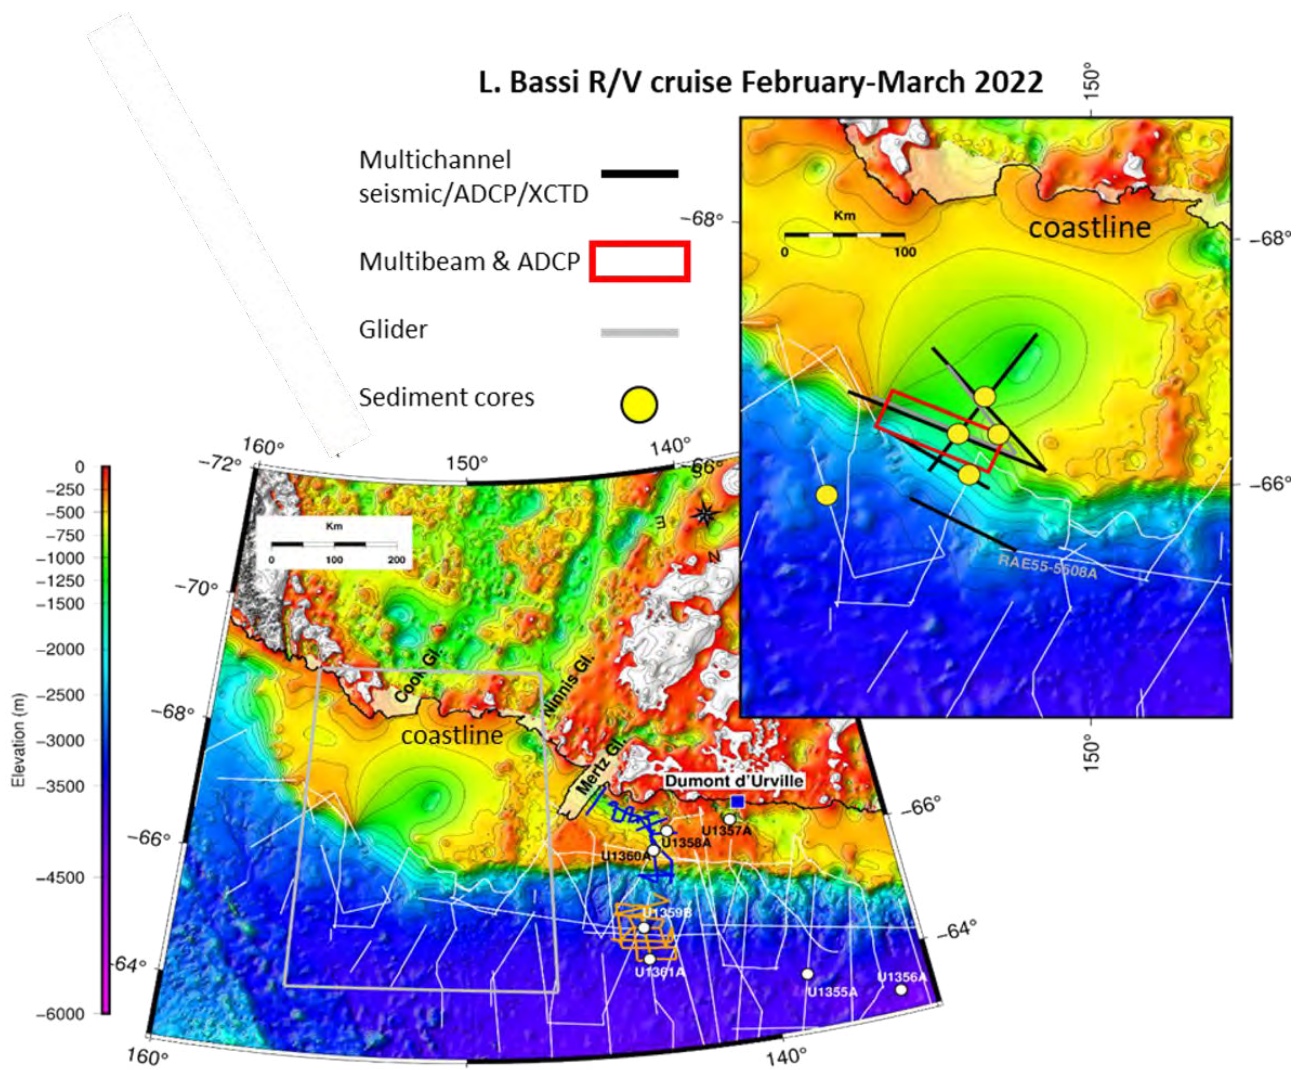 L. Bassi R/V cruise February-March 2022
Multichannel
seismic/ADCP/XCTD
Multibeam & ADCP
Glider
Sediment cores
150°
−68°
Km
0
100
coastline
−68°
−66°
RAE55-5608A
150°
160°
−72°
150°
140°
−66°
S
E
N
Km
0
100
200
−70°
−68°
−66°
−64°
160°
140°
−66°
−64°
Cook Gl.
Ninnis Gl.
Mertz Gl.
coastline
Dumont d'Urville
U1357A
U1358A
U1360A
U1359B
U1361A
U1355A
U1356A
Elevation (m)
0
−250
−500
−750
−1000
−1250
−1500
−2000
−2500
−3000
−3500
−4500
−6000